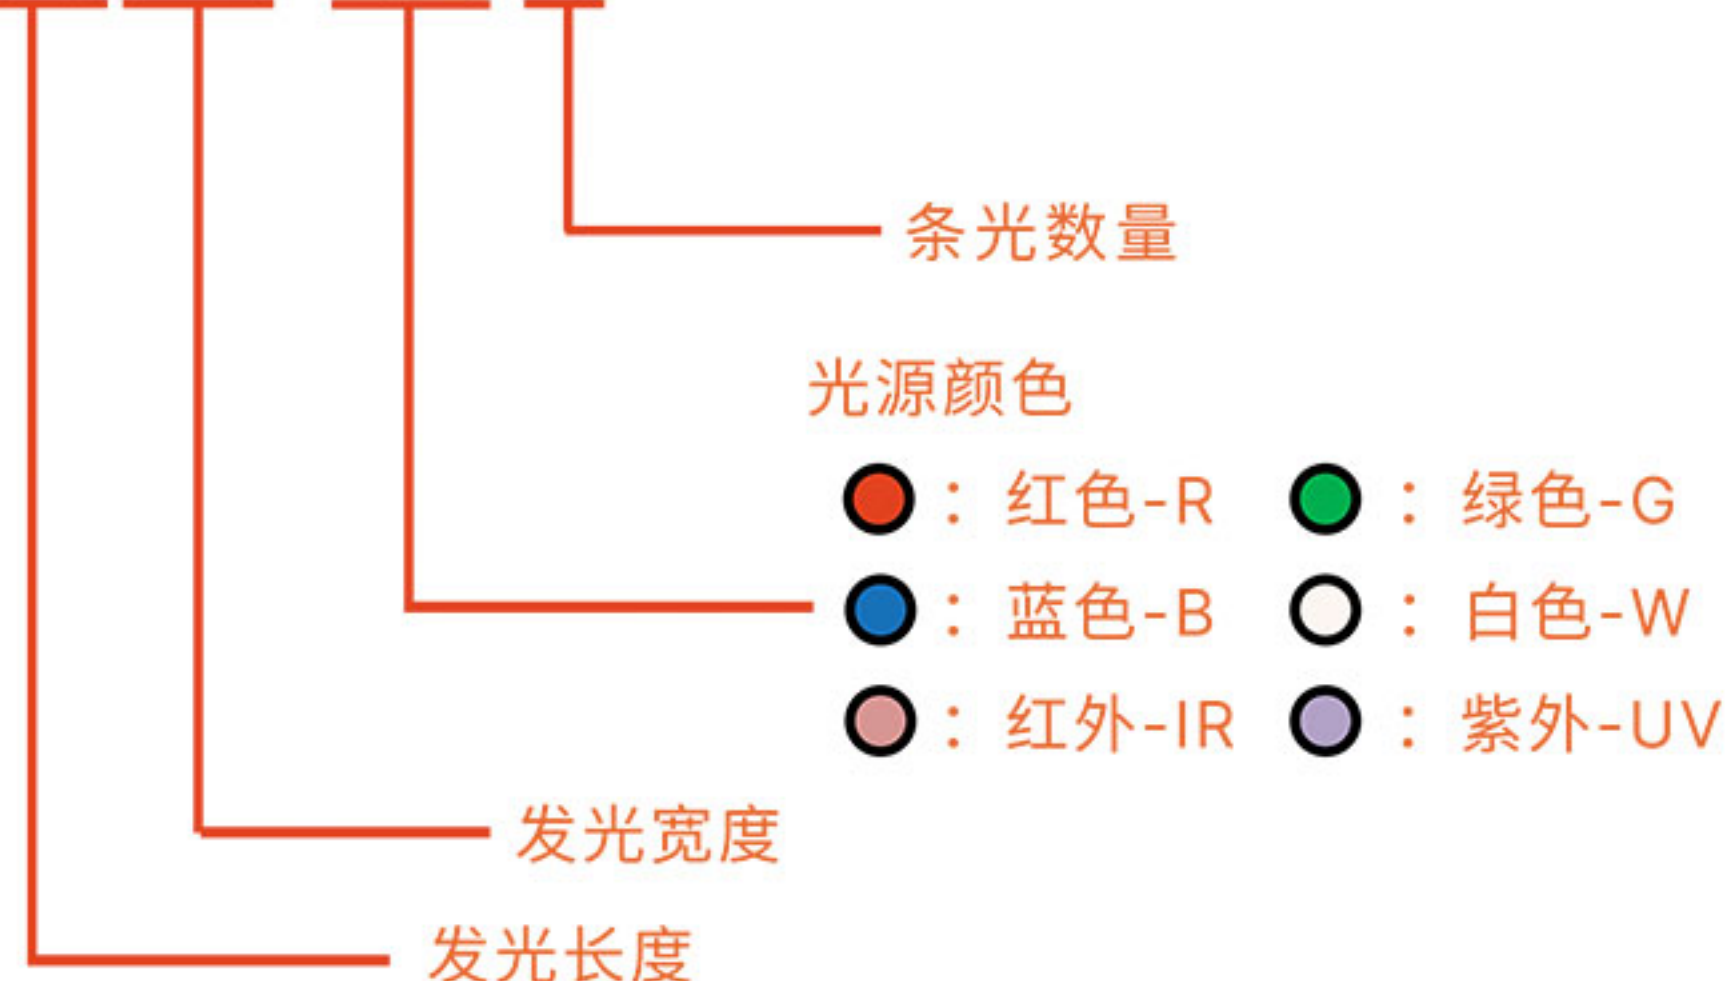 条光数量
光源颜色
：红色-R ：绿色-G
：蓝色-B ：白色-W
：红外-IR ：紫外-UV
发光宽度
发光长度